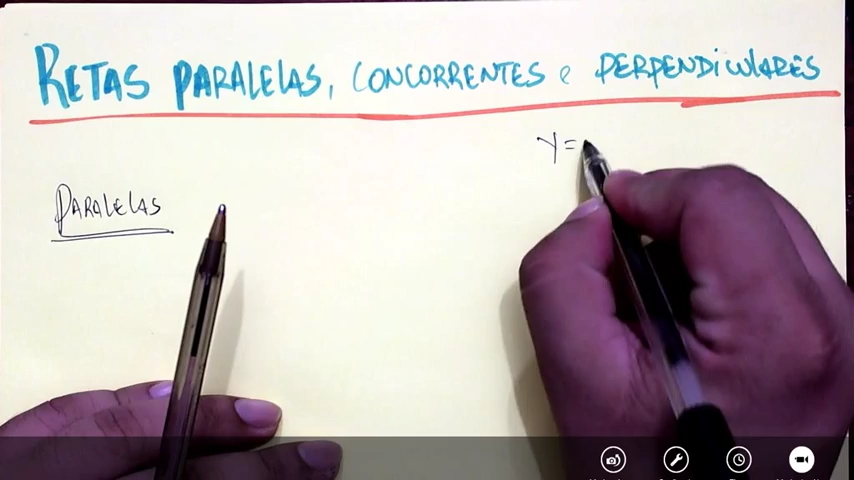 RETAS PARALELAS, CONCORRENTES e PERPENDICULARES
Y=
PARALELAS